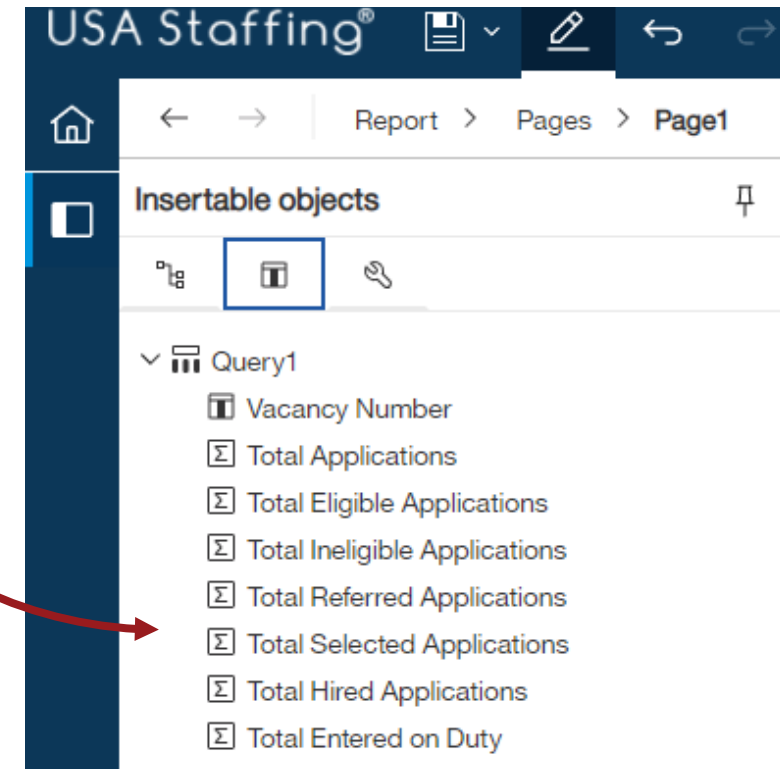 USA Staffing®
Report > Pages > Page1
Insertable objects
Query1
Vacancy Number
Total Applications
Total Eligible Applications
Total Ineligible Applications
Total Referred Applications
Total Selected Applications
Total Hired Applications
Total Entered on Duty